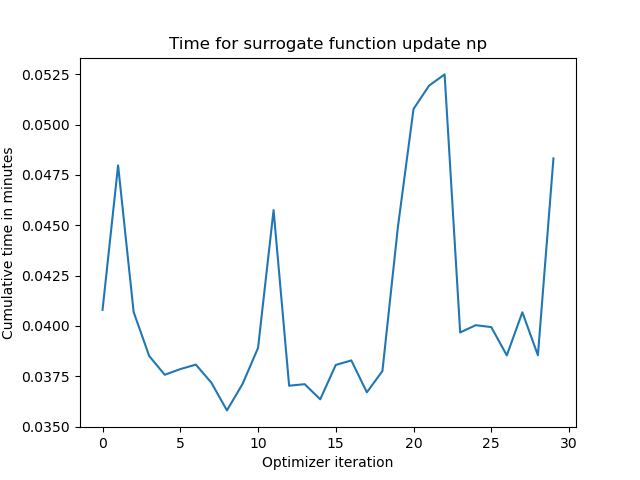 Time for surrogate function update np
Cumulative time in minutes
0.0525
0.0500
0.0475
0.0450
0.0425
0.0400
0.0375
0.0350
0 5 10 15 20 25 30
Optimizer iteration